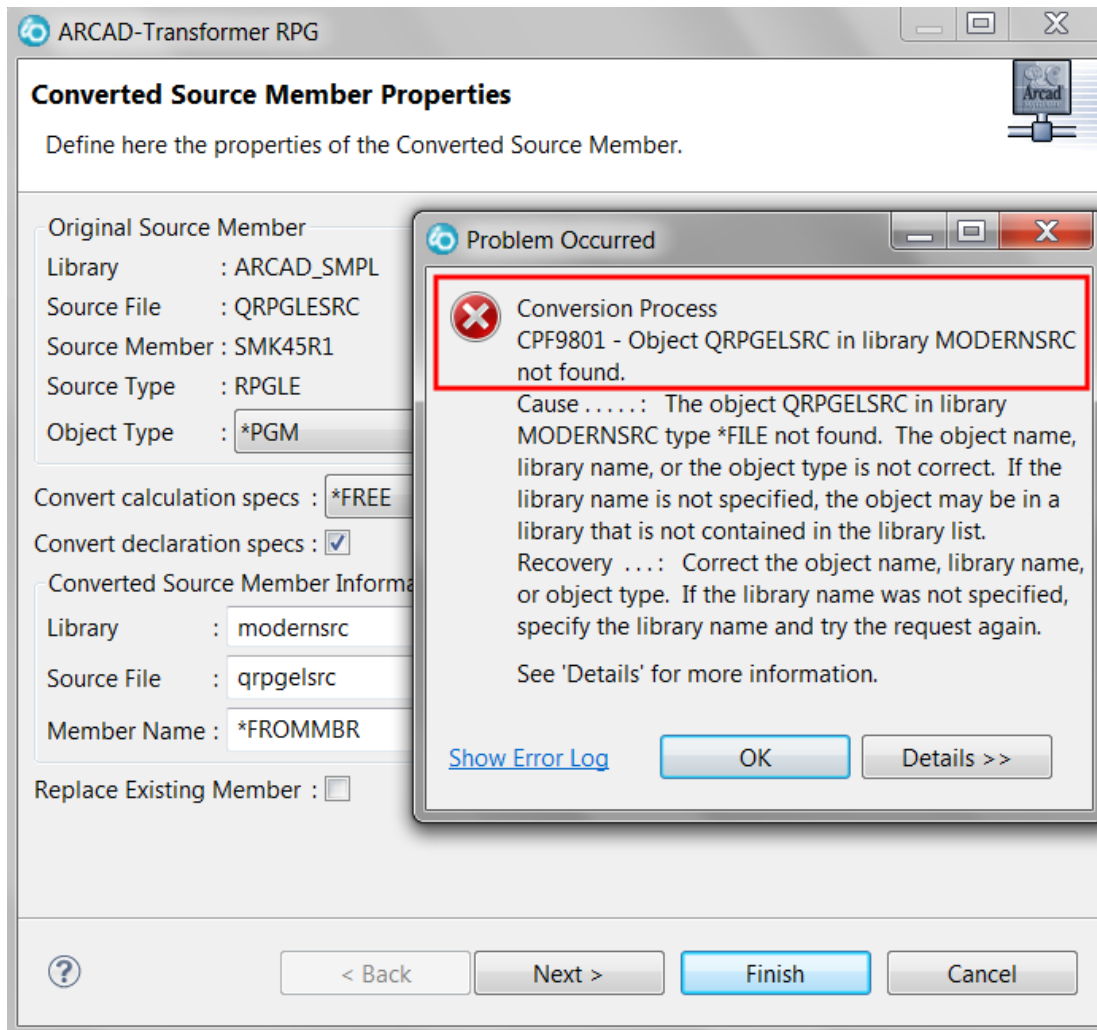 ARCAD-Transformer RPG
Converted Source Member Properties
Define here the properties of the Converted Source Member.
Arcad
Original Source Member
Library : ARCAD_SMPL
Source File : QRPGLESRC
Source Member : SMK45R1
Source Type : RPGLE
Object Type : *PGM
Convert calculation specs : *FREE
Convert declaration specs :
Converted Source Member Informa
Library : modernsrc
Source File : qrpgelsrc
Member Name : *FROMMBR
Replace Existing Member :
Problem Occurred
Conversion Process
CPF9801 - Object QRPGELSRC in library MODERNSRC
not found.
Cause . . . . . :   The object QRPGELSRC in library
MODERNSRC type *FILE not found.  The object name,
library name, or the object type is not correct.  If the
library name is not specified, the object may be in a
library that is not contained in the library list.
Recovery  . . . :   Correct the object name, library name,
or object type.  If the library name was not specified,
specify the library name and try the request again.
See 'Details' for more information.
Show Error Log
OK
Details >>
?
< Back
Next >
Finish
Cancel